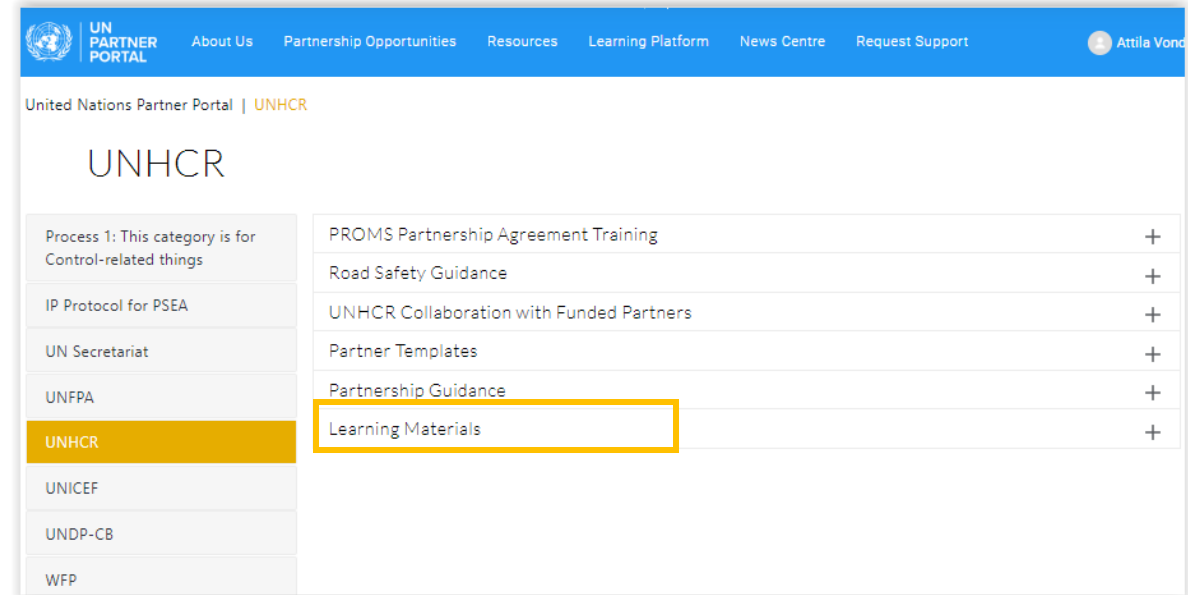 UN
PARTNER
PORTAL
About Us Partnership Opportunities Resources Learning Platform News Centre Request Support Attila Vond
United Nations Partner Portal | UNHCR
UNHCR
Process 1: This category is for
Control-related things
IP Protocol for PSEA
UN Secretariat
UNFPA
UNHCR
UNICEF
UNDP-CB
WFP
PROMS Partnership Agreement Training +
Road Safety Guidance +
UNHCR Collaboration with Funded Partners +
Partner Templates +
Partnership Guidance +
Learning Materials +